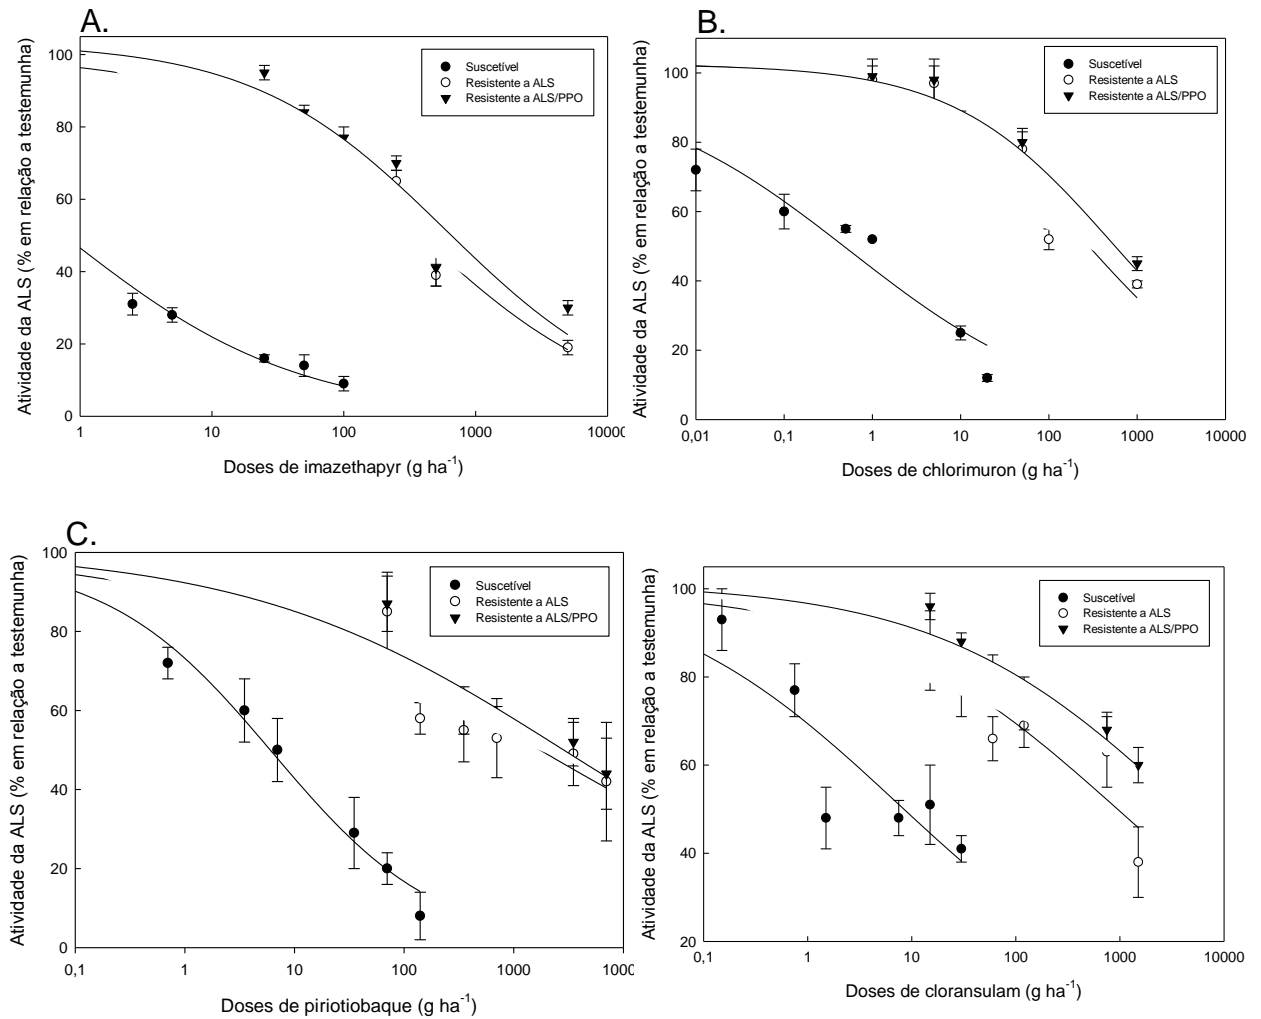 A.
Atividade da ALS (% em relação a testemunha)
100
80
60
40
20
0
Suscetível
Resistente a ALS
Resistente a ALS/PPO
1 10 100 1000 10000
Doses de imazethapyr (g ha-1)
B.
Atividade da ALS (% em relação a testemunha)
100
80
60
40
20
0
Suscetível
Resistente a ALS
Resistente a ALS/PPO
0,01 0,1 1 10 100 1000 10000
Doses de chlorimuron (g ha-1)
C.
Atividade da ALS (% em relação a testemunha)
100
80
60
40
20
0
Suscetível
Resistente a ALS
Resistente a ALS/PPO
0,1 1 10 100 1000 1000
Doses de piriotiobaque (g ha-1)
Atividade da ALS (% em relação a testemunha)
100
80
60
40
20
Suscetível
Resistente a ALS
Resistente a ALS/PPO
0,1 1 10 100 1000 10000
Doses de cloransulam (g ha-1)